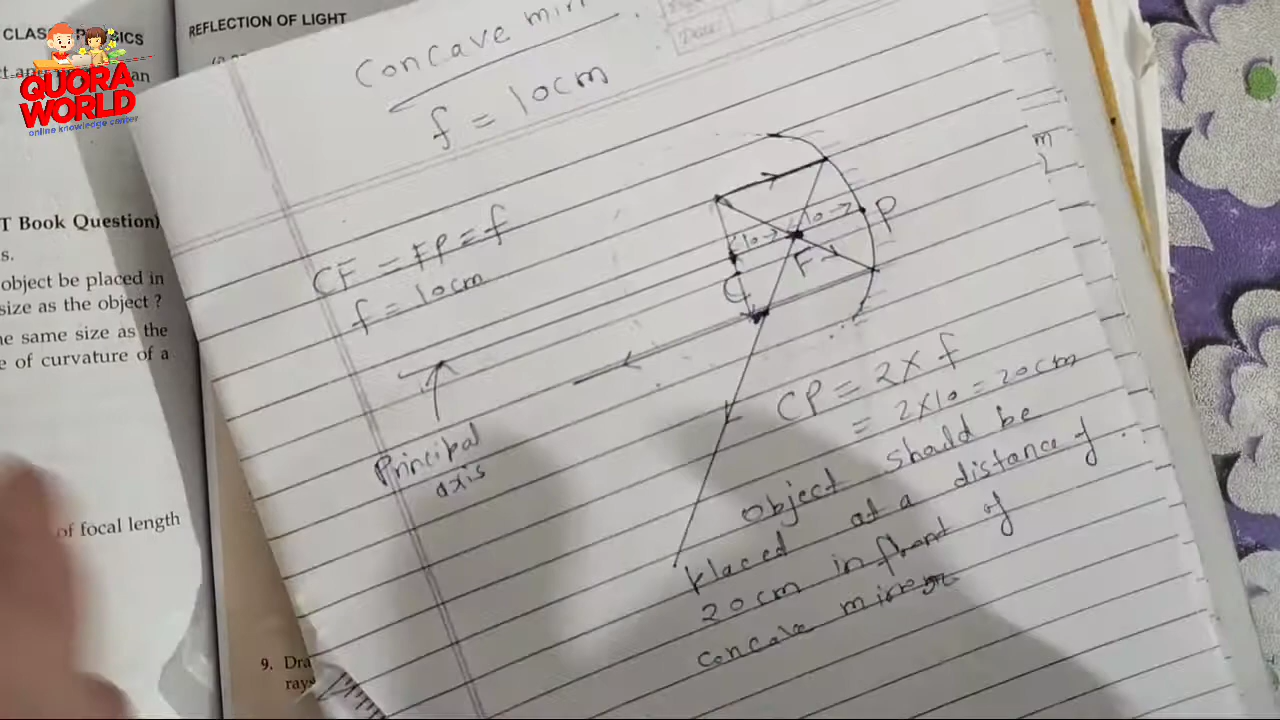 CLASS
PHYSICS
REFLECTION OF LIGHT
QUORA
WORLD
online knowledge center
Concave
f = 10cm
CF = FP = f
f = 10cm
10
10
P
F
C
Principal
axis
CP = 2 x f
= 2x10 = 20cm
object should be
placed at a distance of
20cm in front of
concave mirror
T Book Question)
s.
object be placed in
size as the object ?
he same size as the
e of curvature of a
of focal length
9. Dra
rays